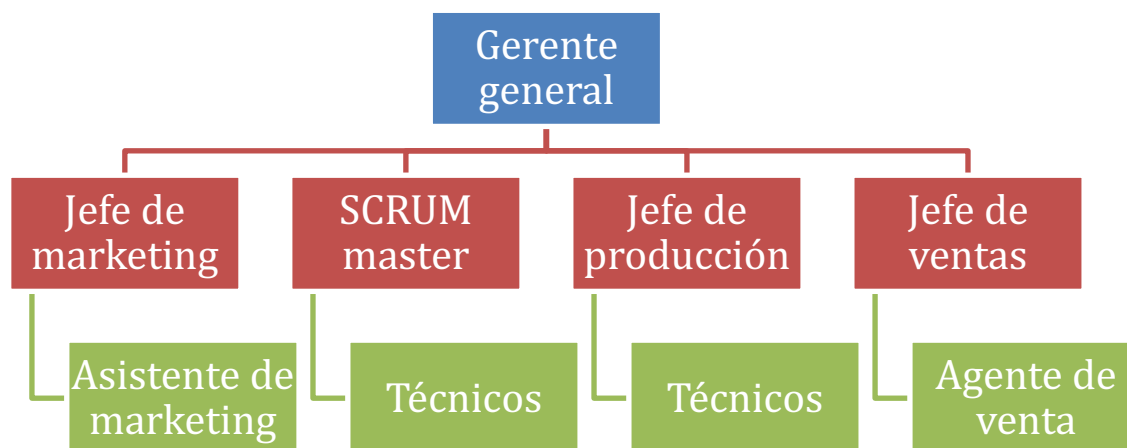 Gerente
general
Jefe de
marketing
SCRUM
master
Jefe de
producción
Jefe de
ventas
Asistente de
marketing
Técnicos
Técnicos
Agente de
venta